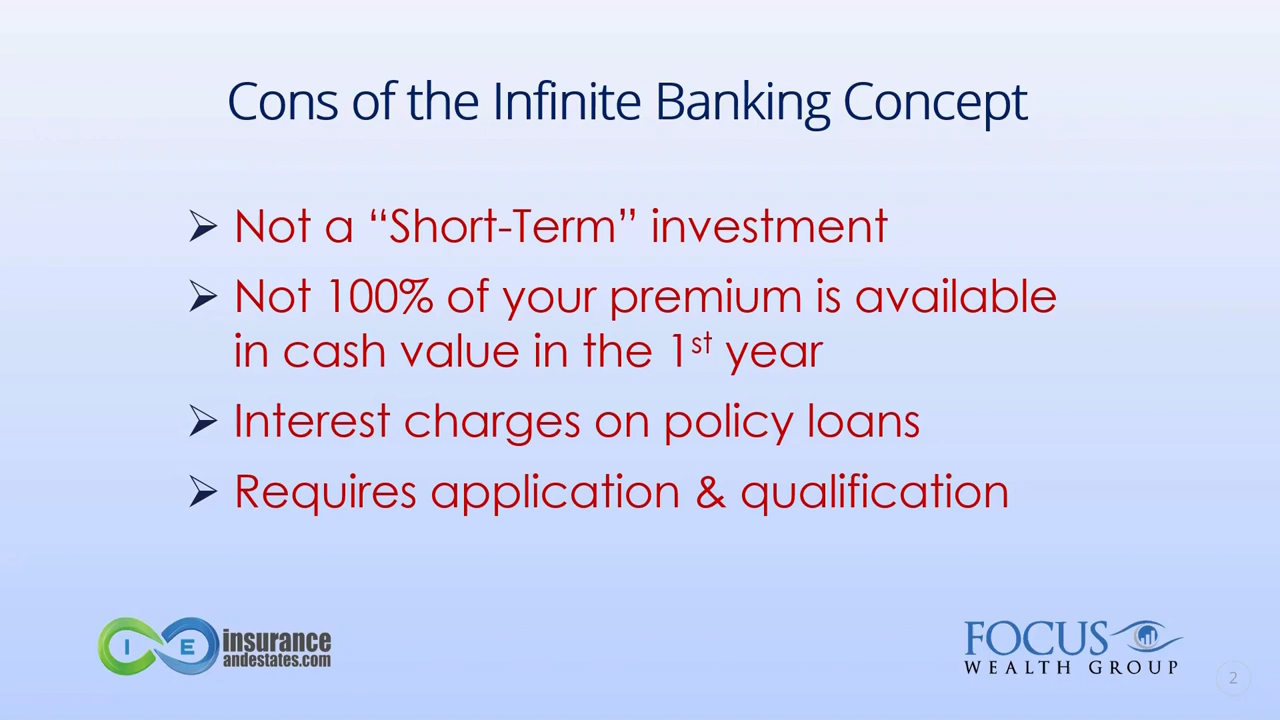 Cons of the Infinite Banking Concept
➢ Not a “Short-Term” investment
➢ Not 100% of your premium is available
in cash value in the 1st year
➢ Interest charges on policy loans
➢ Requires application & qualification
I E insurance
andestates.com
FOCUS
WEALTH GROUP
2